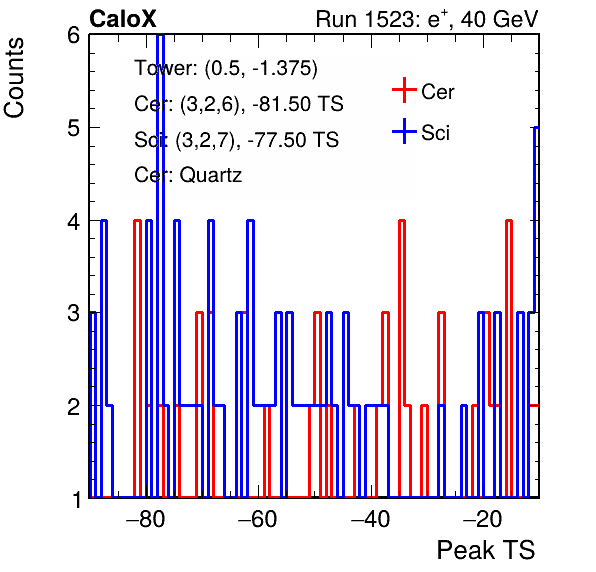 CaloX Run 1523: e⁺, 40 GeV
Counts
Tower: (0.5, -1.375)
Cer: (3,2,6), -81.50 TS
Sci: (3,2,7), -77.50 TS
Cer: Quartz
Cer
Sci
6
5
4
3
2
1
−80 −60 −40 −20
Peak TS